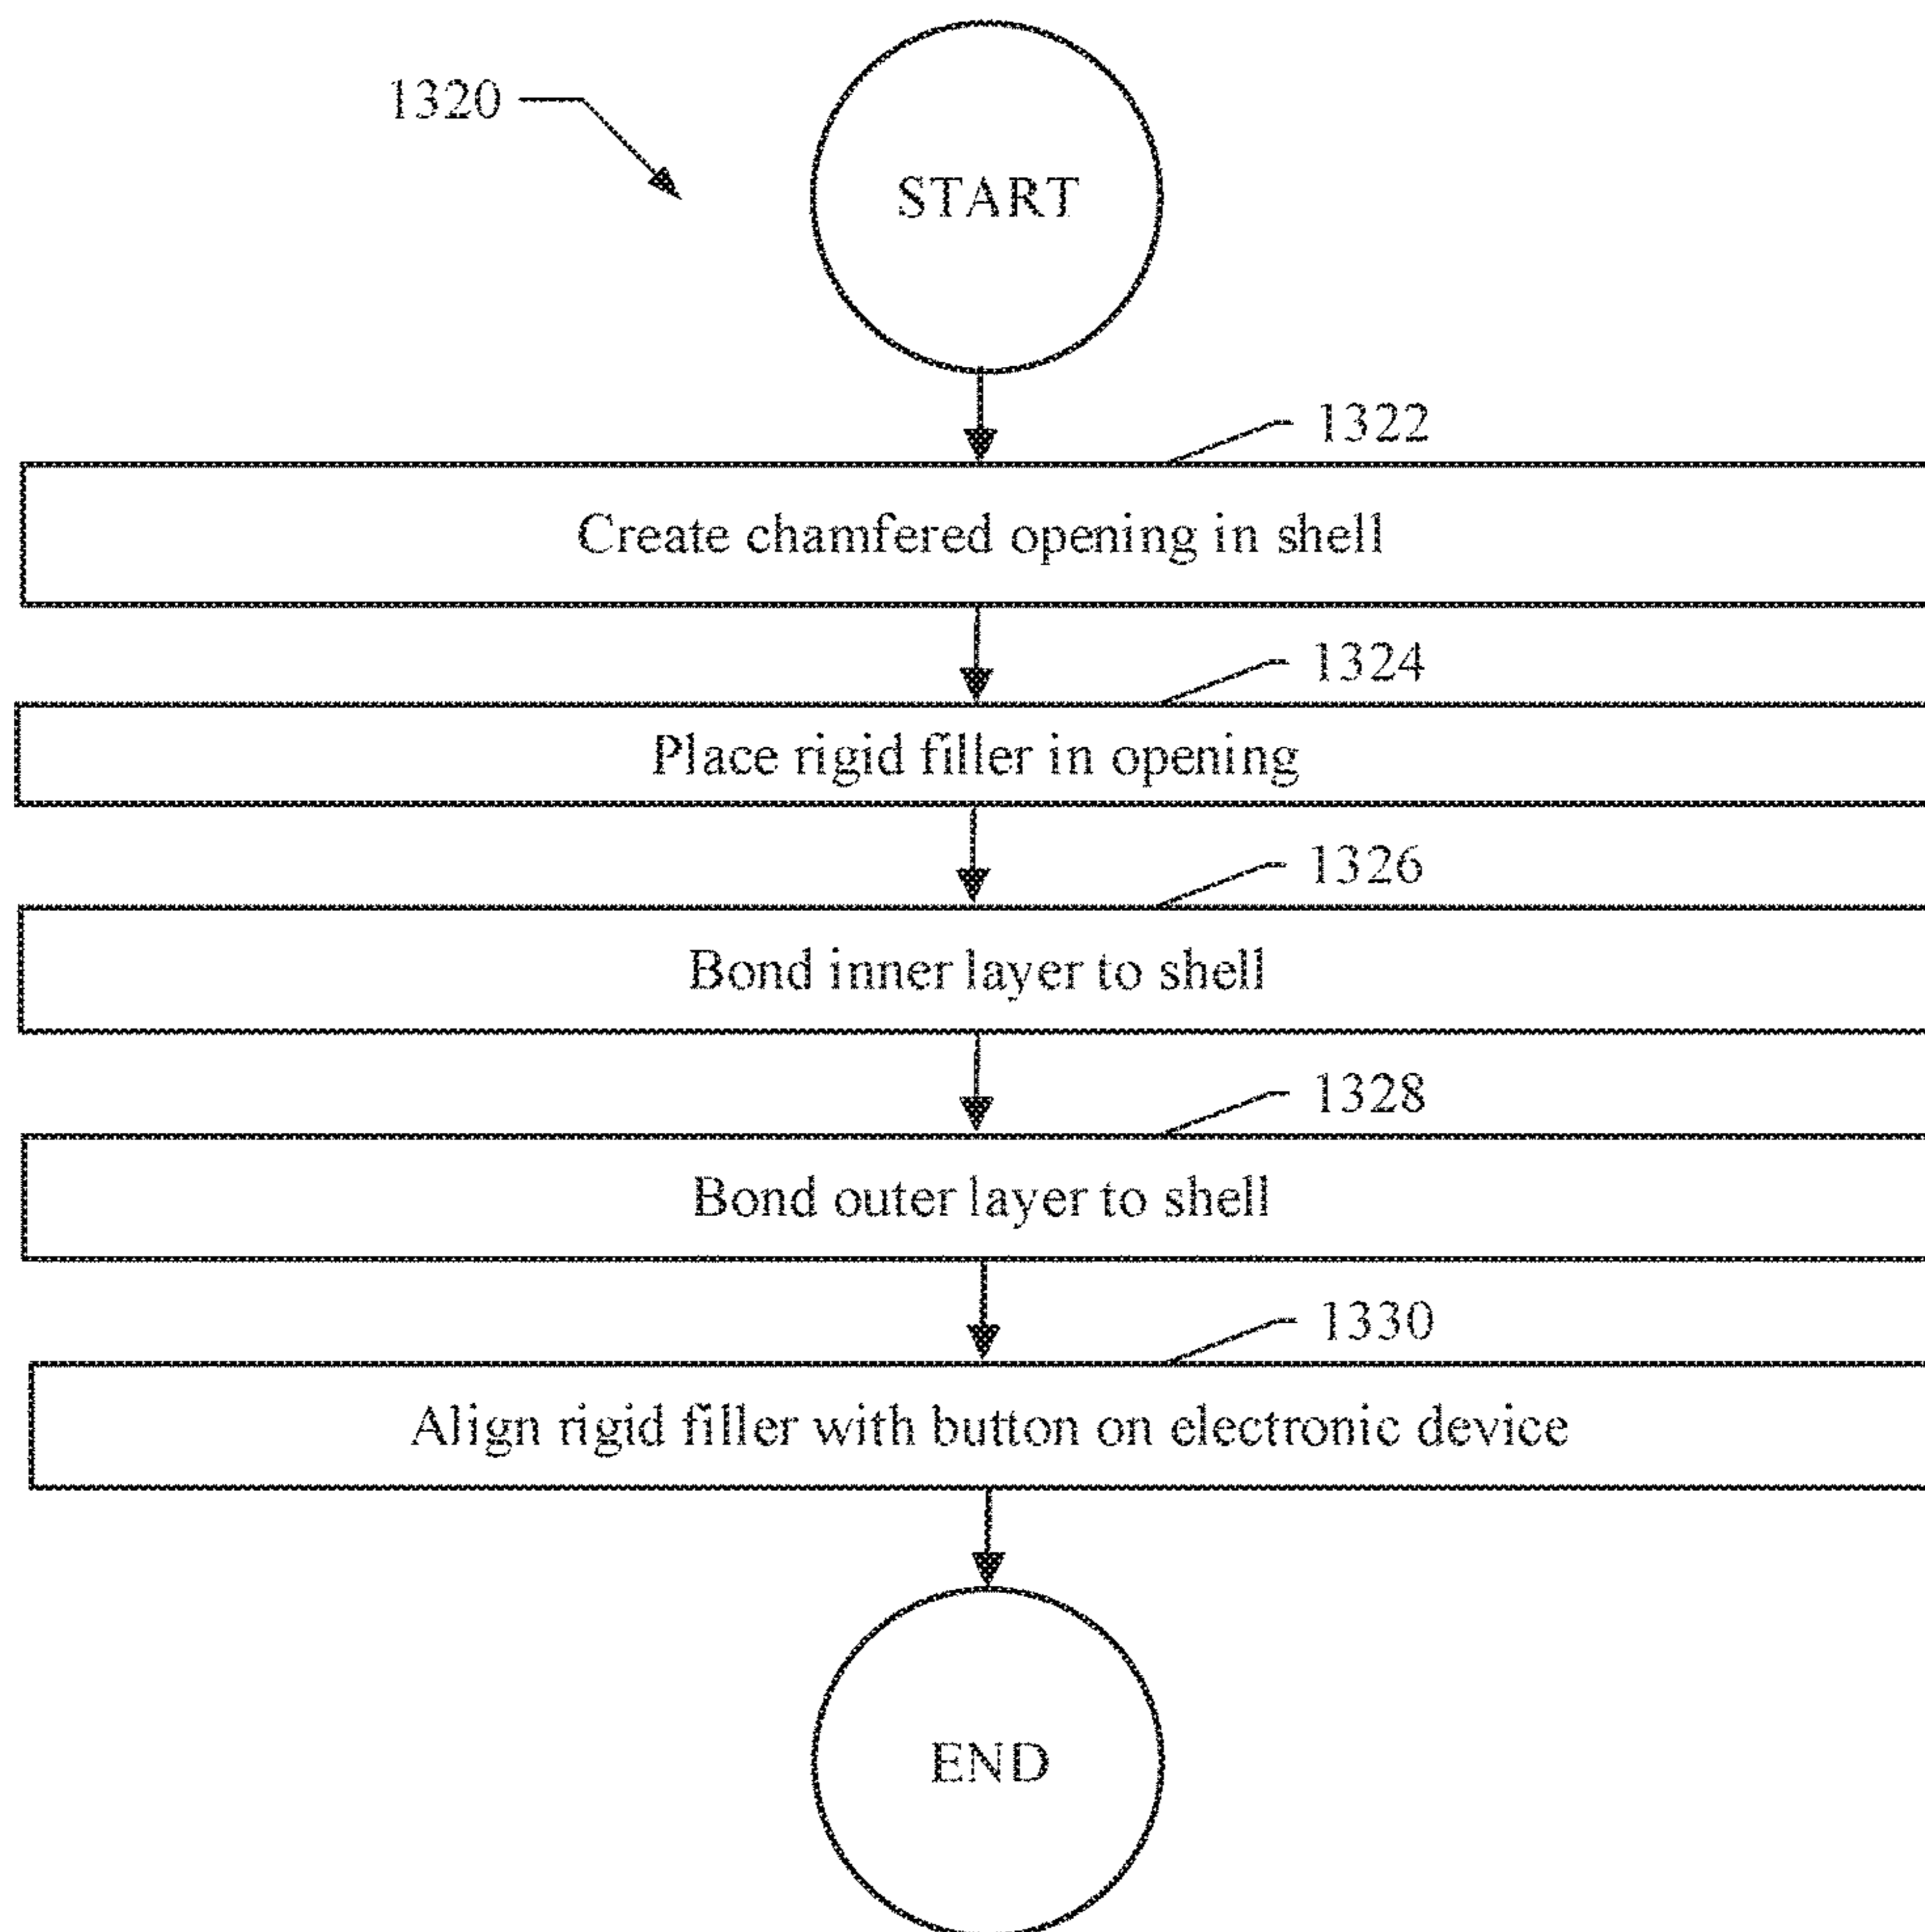 1320
START
1322
Create chamfered opening in shell
1324
Place rigid filler in opening
1326
Bond inner layer to shell
1328
Bond outer layer to shell
1330
Align rigid filler with button on electronic device
END